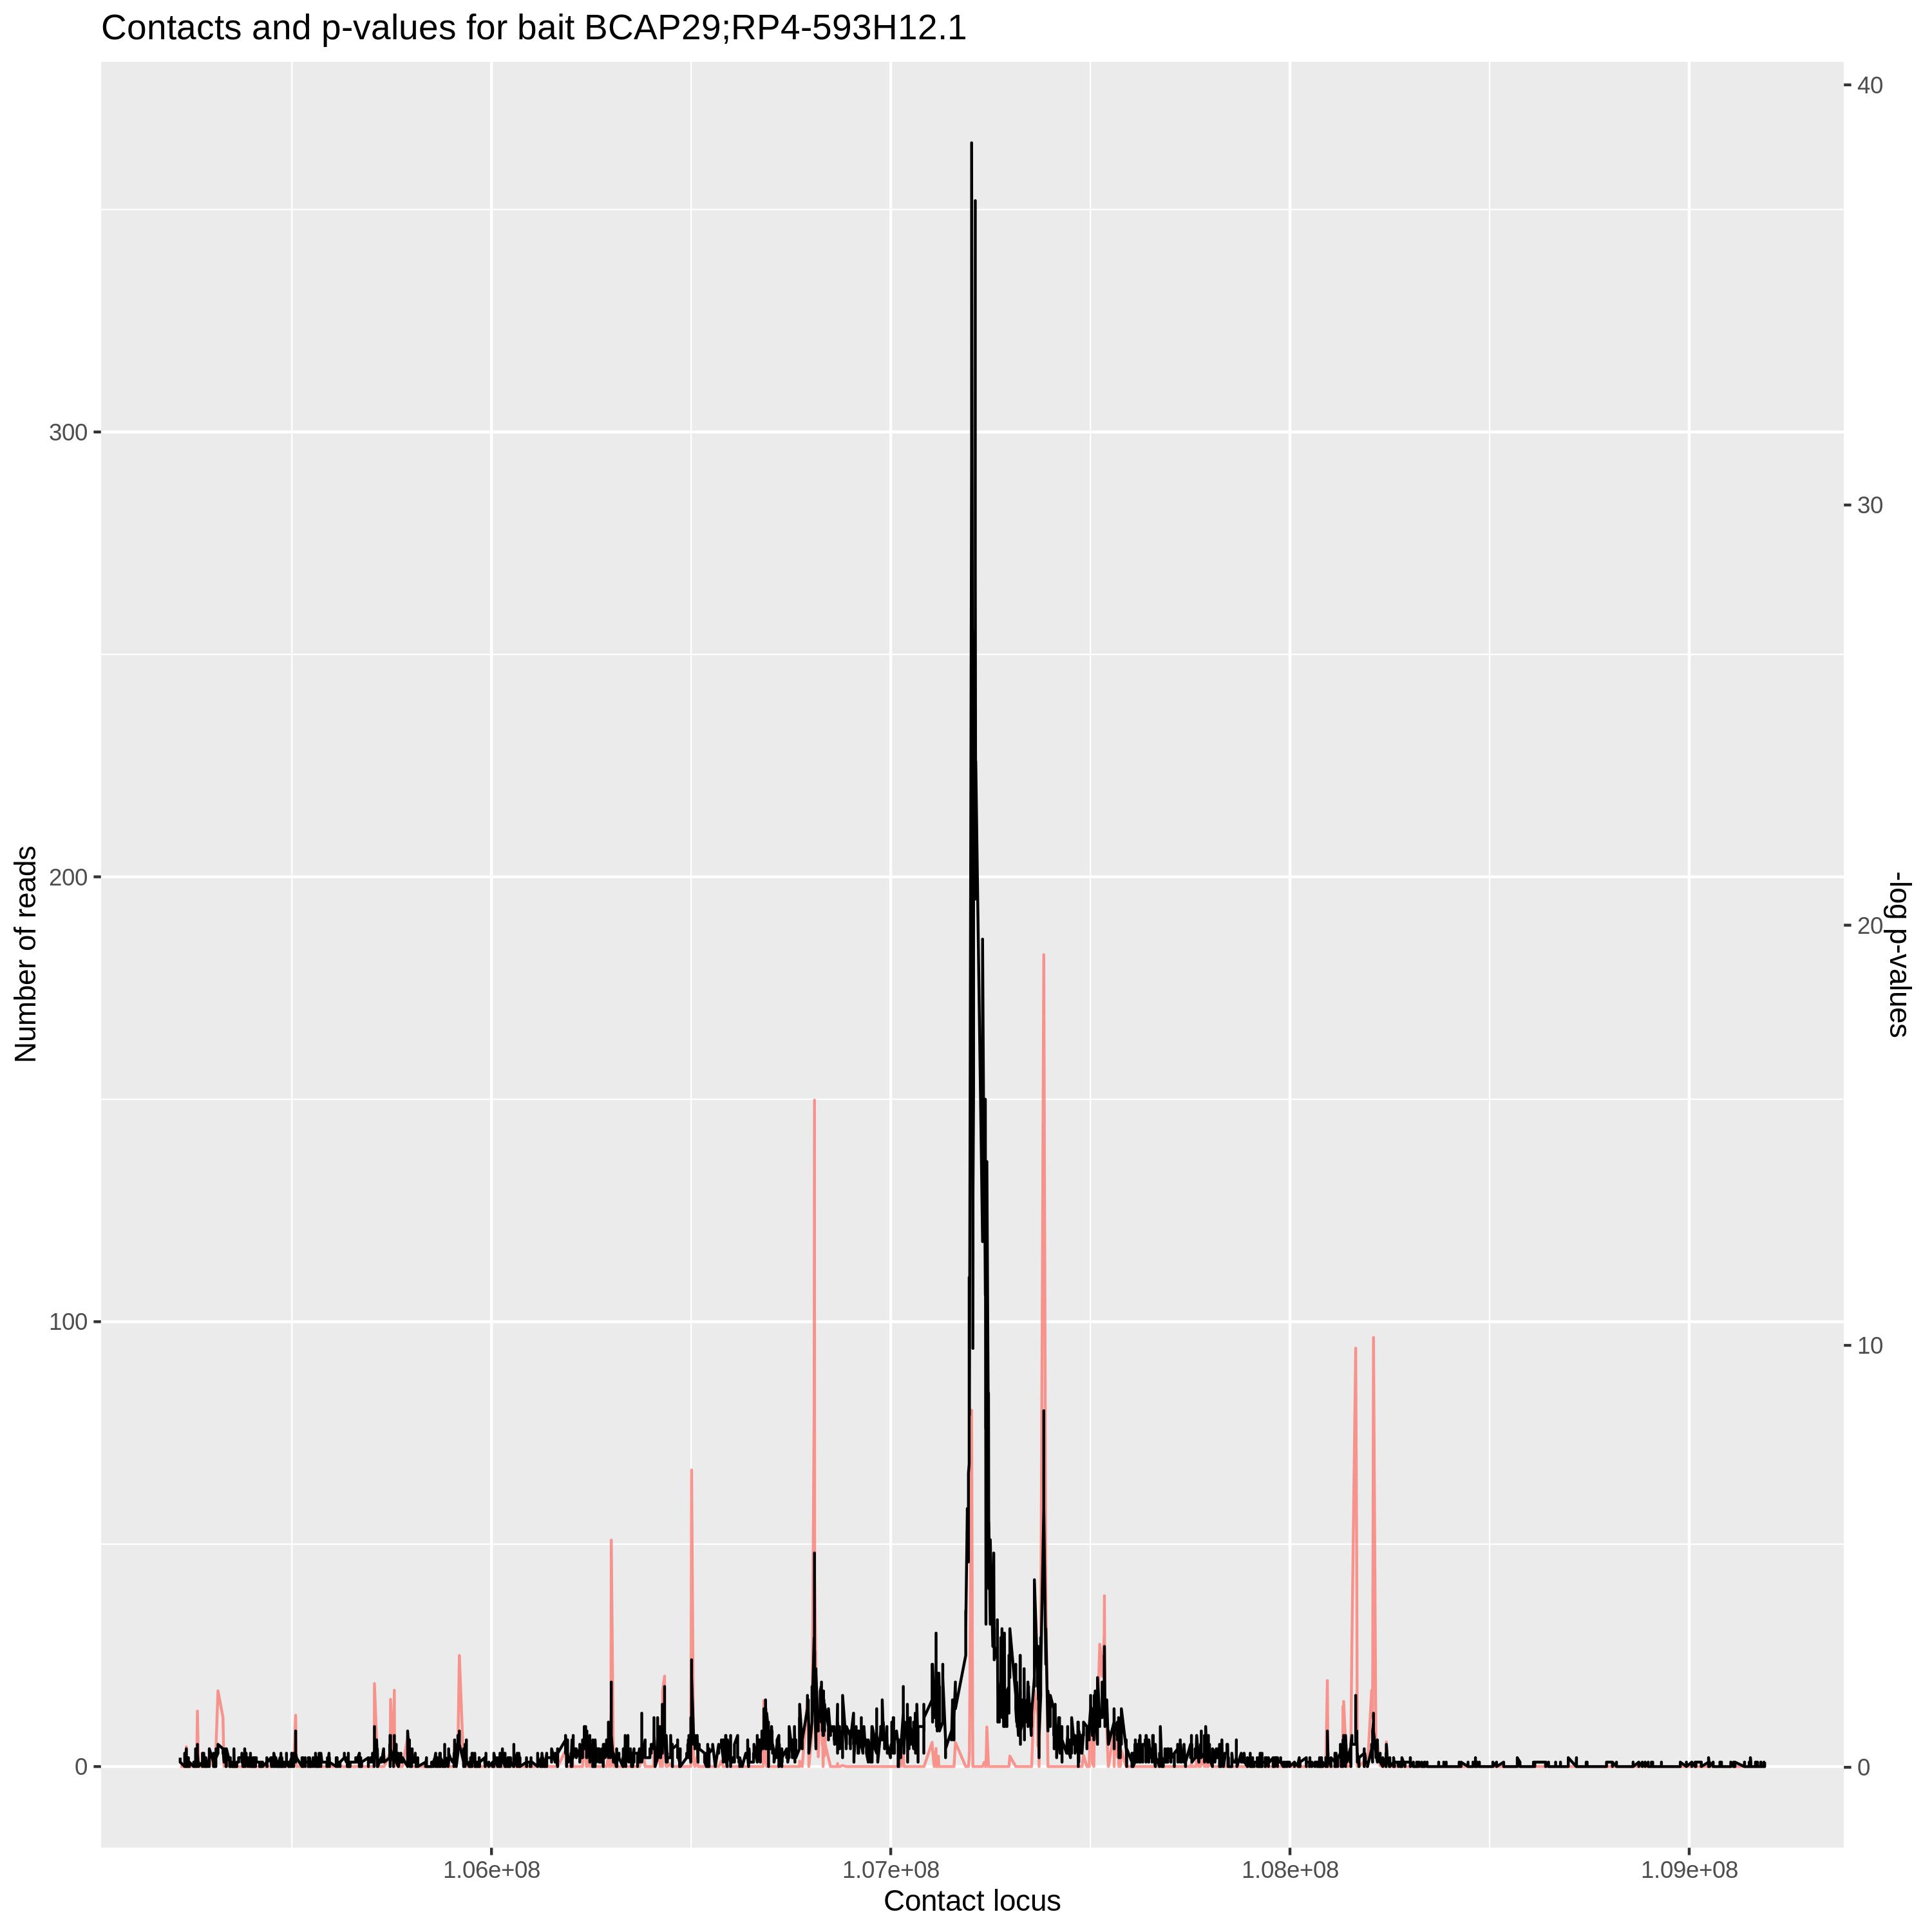 Contacts and p-values for bait BCAP29;RP4-593H12.1
Number of reads
300
200
100
0
40
30
20
10
0
-log p-values
1.06e+08
1.07e+08
1.08e+08
1.09e+08
Contact locus